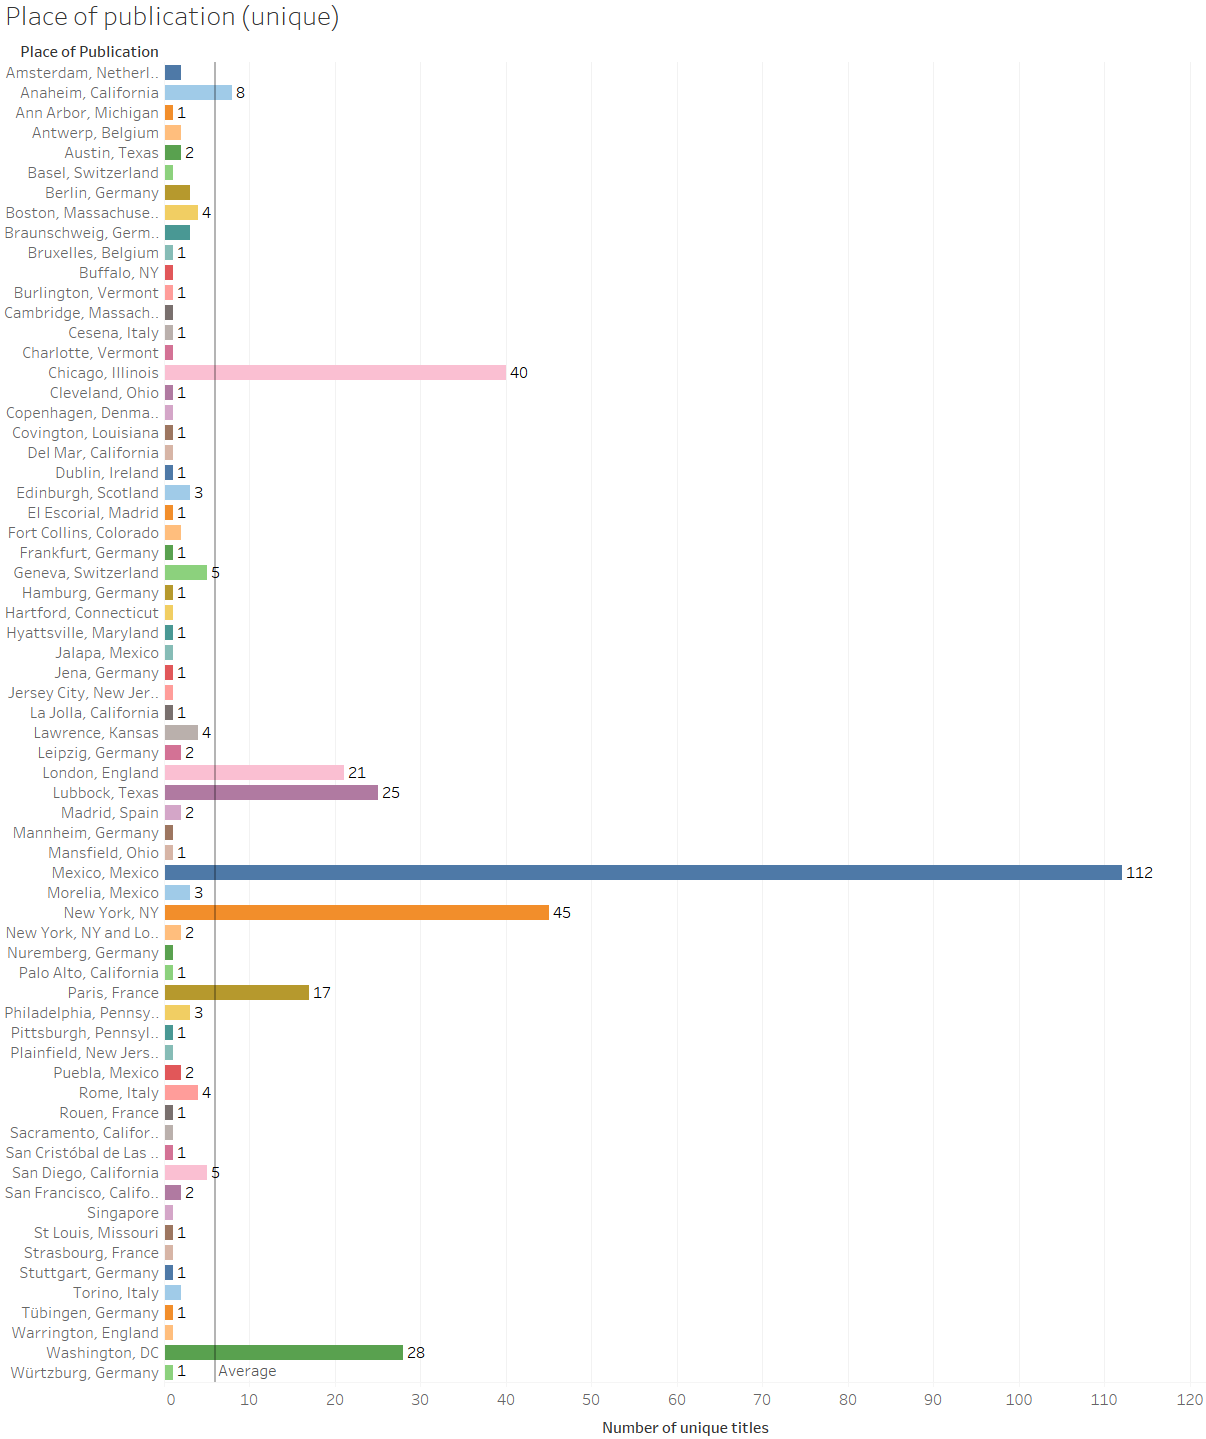 Place of publication (unique)
Place of Publication
Amsterdam, Netherl..
Anaheim, California 8
Ann Arbor, Michigan 1
Antwerp, Belgium
Austin, Texas 2
Basel, Switzerland
Berlin, Germany
Boston, Massachuse.. 4
Braunschweig, Germ..
Bruxelles, Belgium 1
Buffalo, NY
Burlington, Vermont 1
Cambridge, Massach..
Cesena, Italy 1
Charlotte, Vermont
Chicago, Illinois 40
Cleveland, Ohio 1
Copenhagen, Denma..
Covington, Louisiana 1
Del Mar, California
Dublin, Ireland 1
Edinburgh, Scotland 3
El Escorial, Madrid 1
Fort Collins, Colorado
Frankfurt, Germany 1
Geneva, Switzerland 5
Hamburg, Germany 1
Hartford, Connecticut
Hyattsville, Maryland 1
Jalapa, Mexico
Jena, Germany 1
Jersey City, New Jer..
La Jolla, California 1
Lawrence, Kansas 4
Leipzig, Germany 2
London, England 21
Lubbock, Texas 25
Madrid, Spain 2
Mannheim, Germany
Mansfield, Ohio 1
Mexico, Mexico 112
Morelia, Mexico 3
New York, NY 45
New York, NY and Lo.. 2
Nuremberg, Germany
Palo Alto, California 1
Paris, France 17
Philadelphia, Pennsy.. 3
Pittsburgh, Pennsyl.. 1
Plainfield, New Jers..
Puebla, Mexico 2
Rome, Italy 4
Rouen, France 1
Sacramento, Califor..
San Cristóbal de Las .. 1
San Diego, California 5
San Francisco, Califo.. 2
Singapore
St Louis, Missouri 1
Strasbourg, France
Stuttgart, Germany 1
Torino, Italy
Tübingen, Germany 1
Warrington, England
Washington, DC 28
Würtzburg, Germany 1 Average
0 10 20 30 40 50 60 70 80 90 100 110 120
Number of unique titles